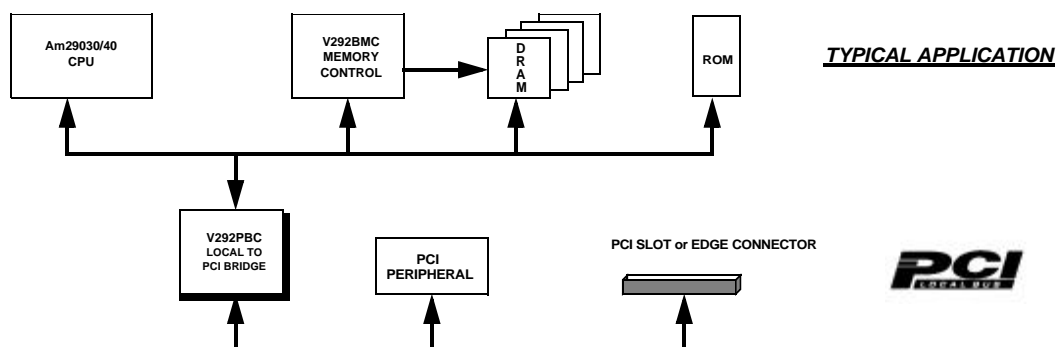 Am29030/40
CPU
V292BMC
MEMORY
CONTROL
D
R
A
M
ROM
TYPICAL APPLICATION
V292PBC
LOCAL TO
PCI BRIDGE
PCI
PERIPHERAL
PCI SLOT or EDGE CONNECTOR
PCI
LOCAL BUS